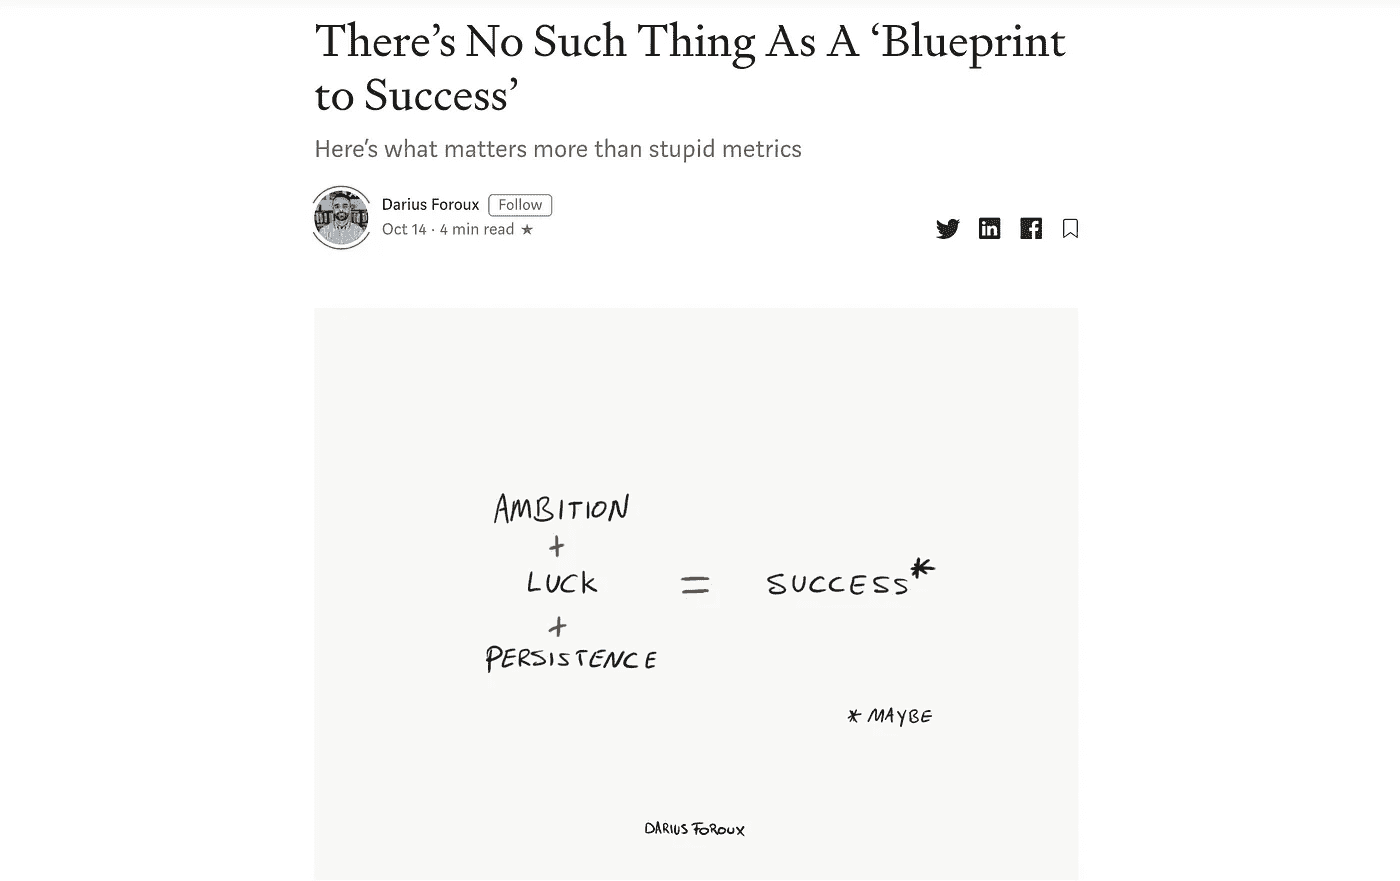 There’s No Such Thing As A ‘Blueprint
to Success’
Here’s what matters more than stupid metrics
Darius Foroux Follow
Oct 14 · 4 min read ★
AMBITION
+
LUCK = SUCCESS*
+
PERSISTENCE
* MAYBE
DARIUS FOROUX